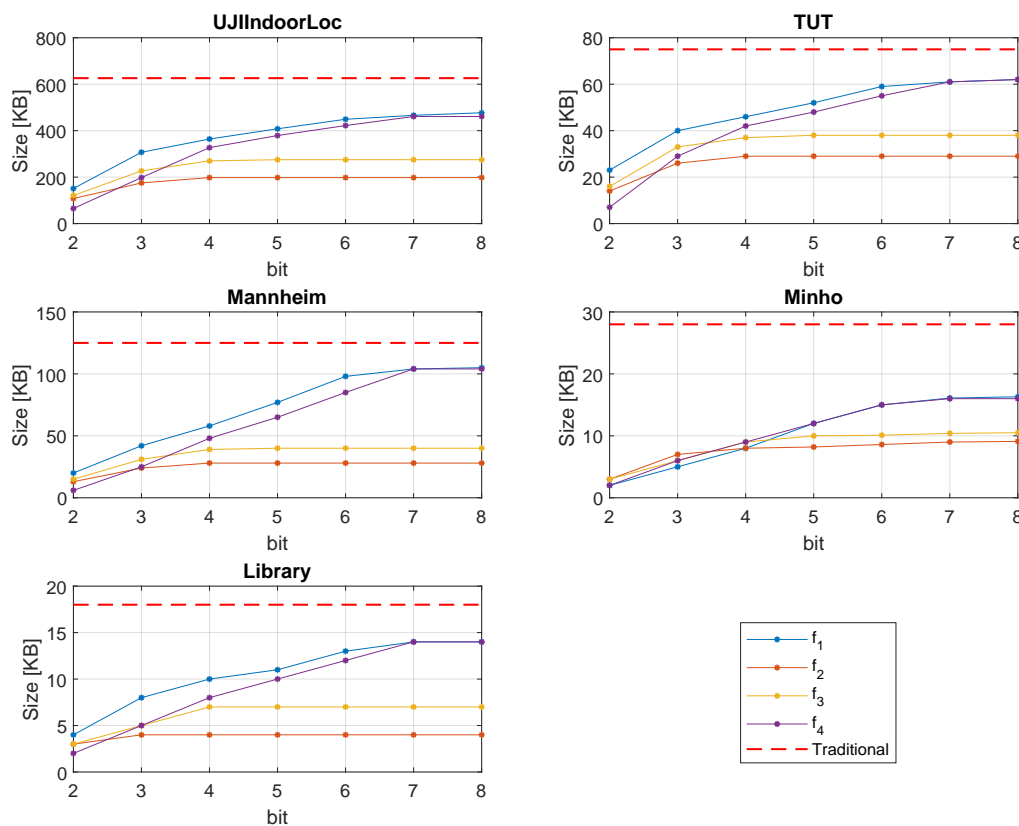 UJIIndoorLoc
800
600
400
200
0
Size [KB]
2 3 4 5 6 7 8
bit
TUT
80
60
40
20
0
Size [KB]
2 3 4 5 6 7 8
bit
Mannheim
150
100
50
0
Size [KB]
2 3 4 5 6 7 8
bit
Minho
30
20
10
0
Size [KB]
2 3 4 5 6 7 8
bit
Library
20
15
10
5
0
Size [KB]
2 3 4 5 6 7 8
bit
f1
f2
f3
f4
Traditional